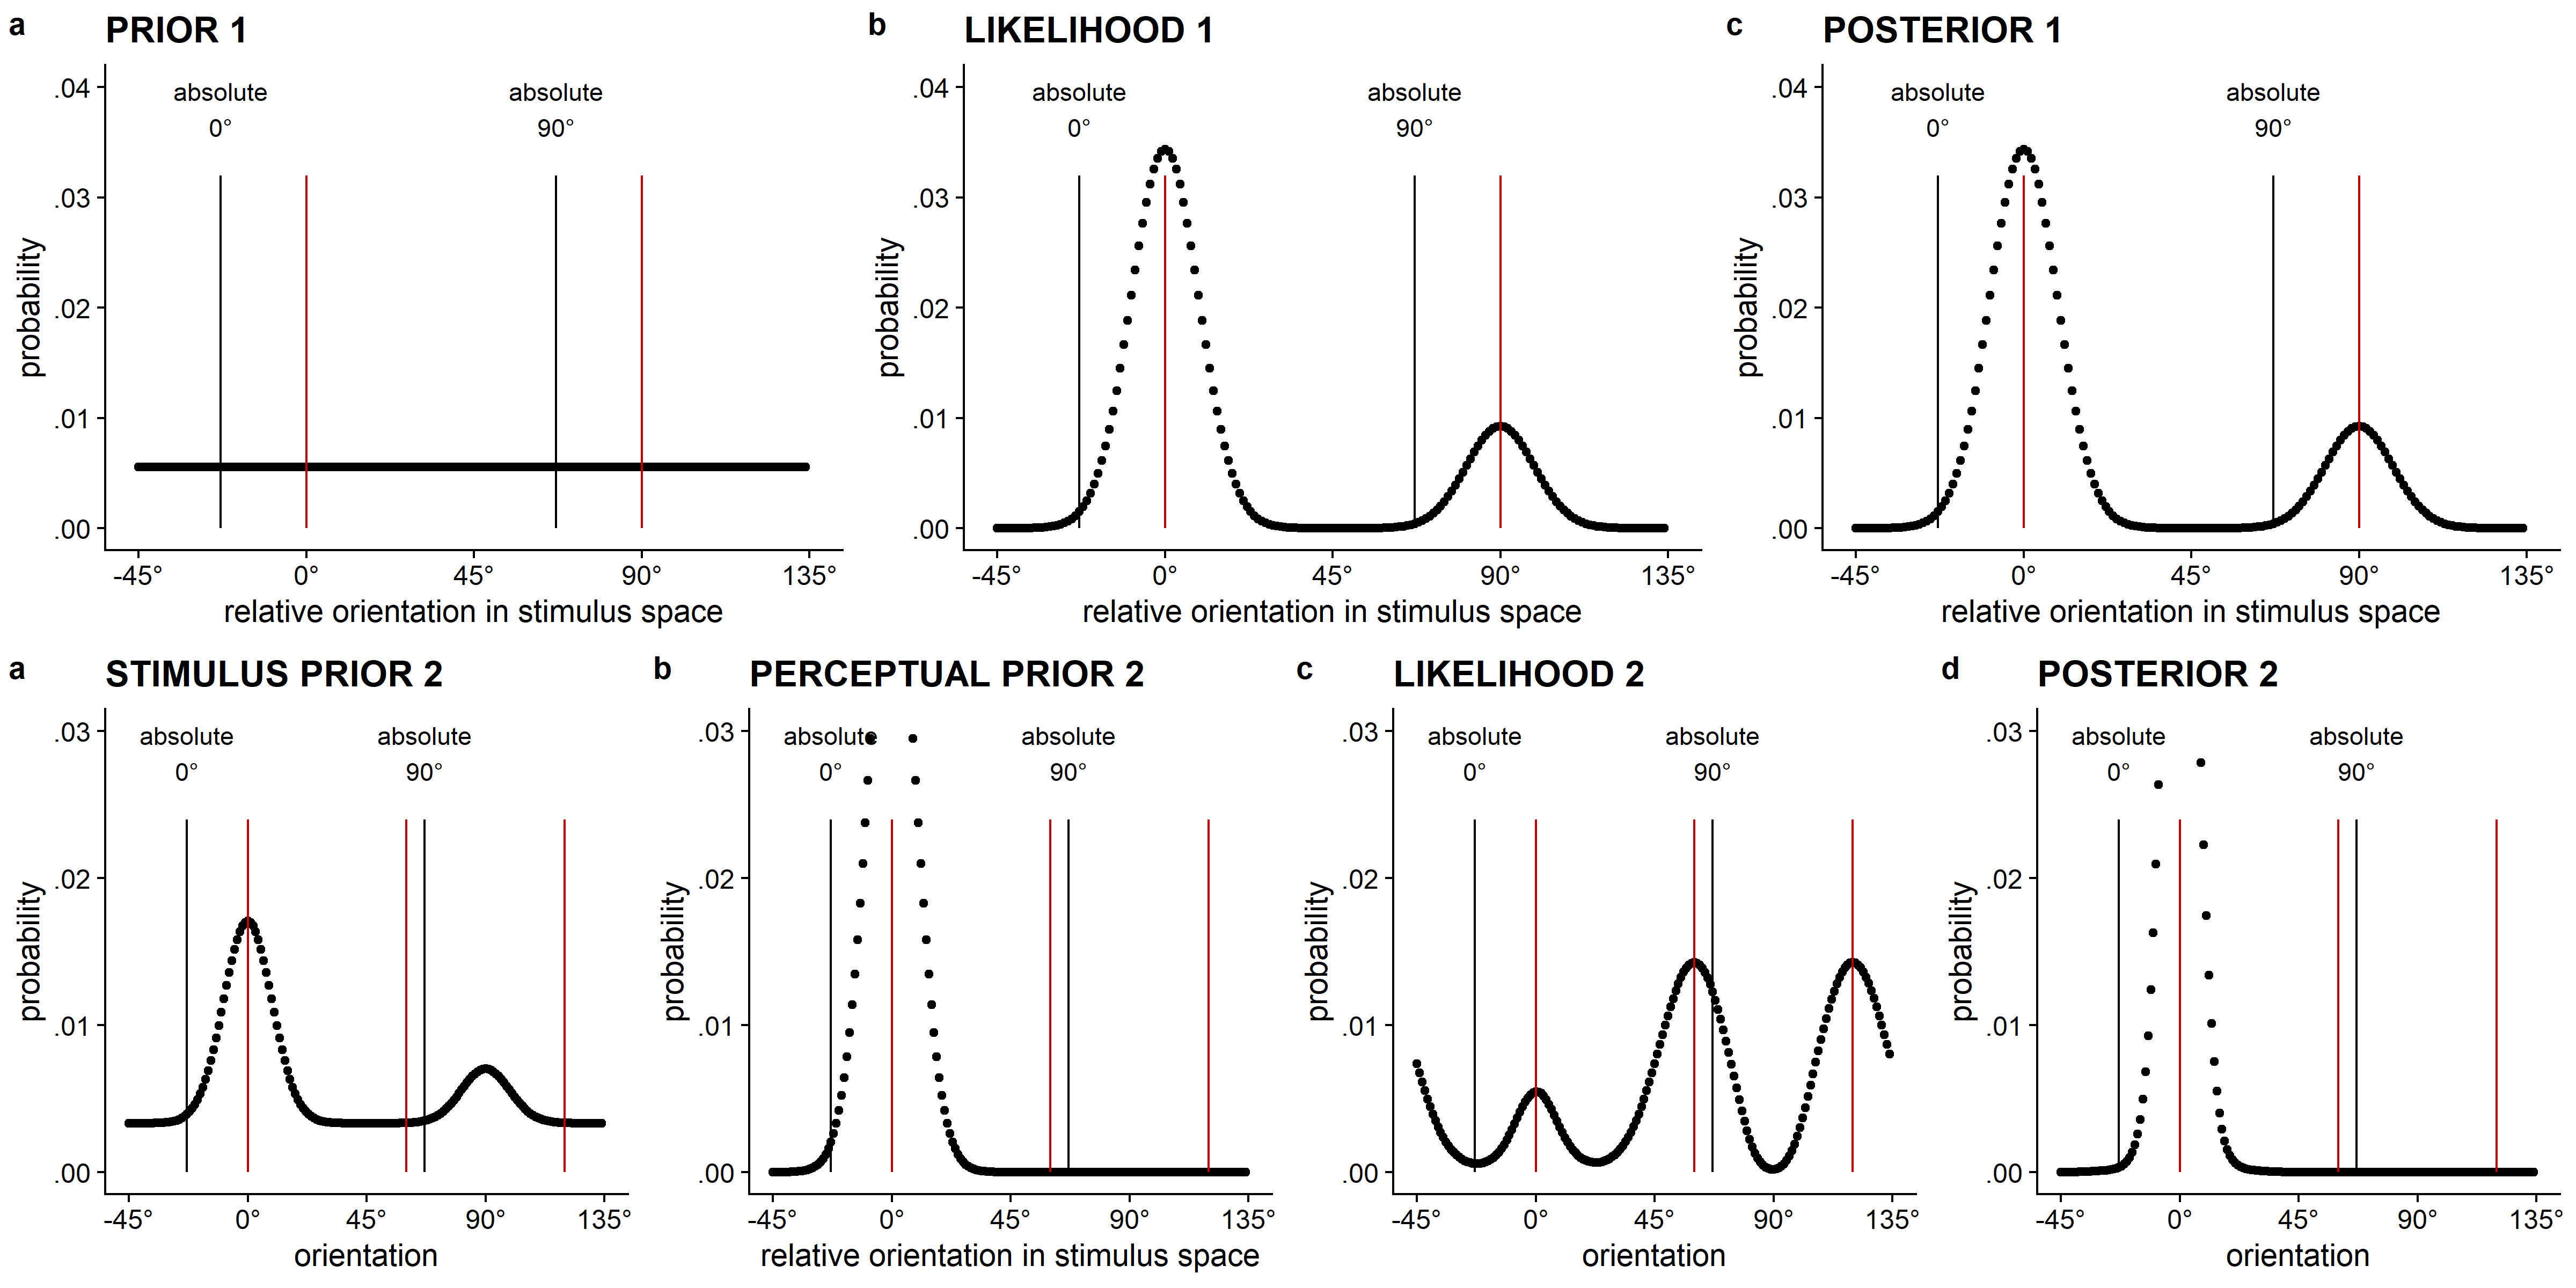 a PRIOR 1
.04
.03
.02
.01
.00
absolute
0°
absolute
90°
probability
-45° 0° 45° 90° 135°
relative orientation in stimulus space
b LIKELIHOOD 1
.04
.03
.02
.01
.00
absolute
0°
absolute
90°
probability
-45° 0° 45° 90° 135°
relative orientation in stimulus space
c POSTERIOR 1
.04
.03
.02
.01
.00
absolute
0°
absolute
90°
probability
-45° 0° 45° 90° 135°
relative orientation in stimulus space
a STIMULUS PRIOR 2
.03
.02
.01
.00
absolute
0°
absolute
90°
probability
-45° 0° 45° 90° 135°
orientation
b PERCEPTUAL PRIOR 2
.03
.02
.01
.00
absolute
0°
absolute
90°
probability
-45° 0° 45° 90° 135°
relative orientation in stimulus space
c LIKELIHOOD 2
.03
.02
.01
.00
absolute
0°
absolute
90°
probability
-45° 0° 45° 90° 135°
orientation
d POSTERIOR 2
.03
.02
.01
.00
absolute
0°
absolute
90°
probability
-45° 0° 45° 90° 135°
orientation